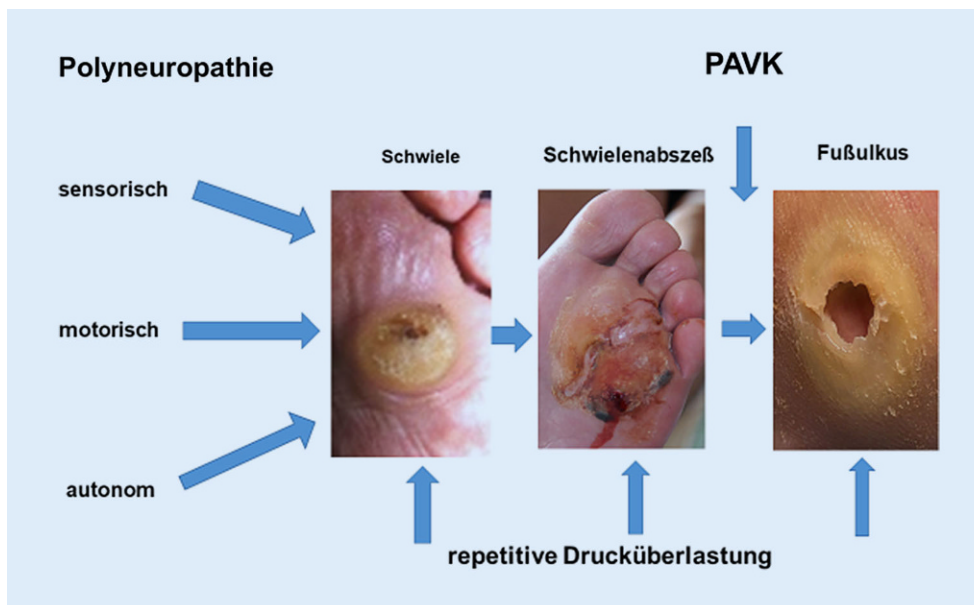 Polyneuropathie
PAVK
Schwiele
Schwielenabszeß
Fußulkus
sensorisch
motorisch
autonom
repetitive Drucküberlastung